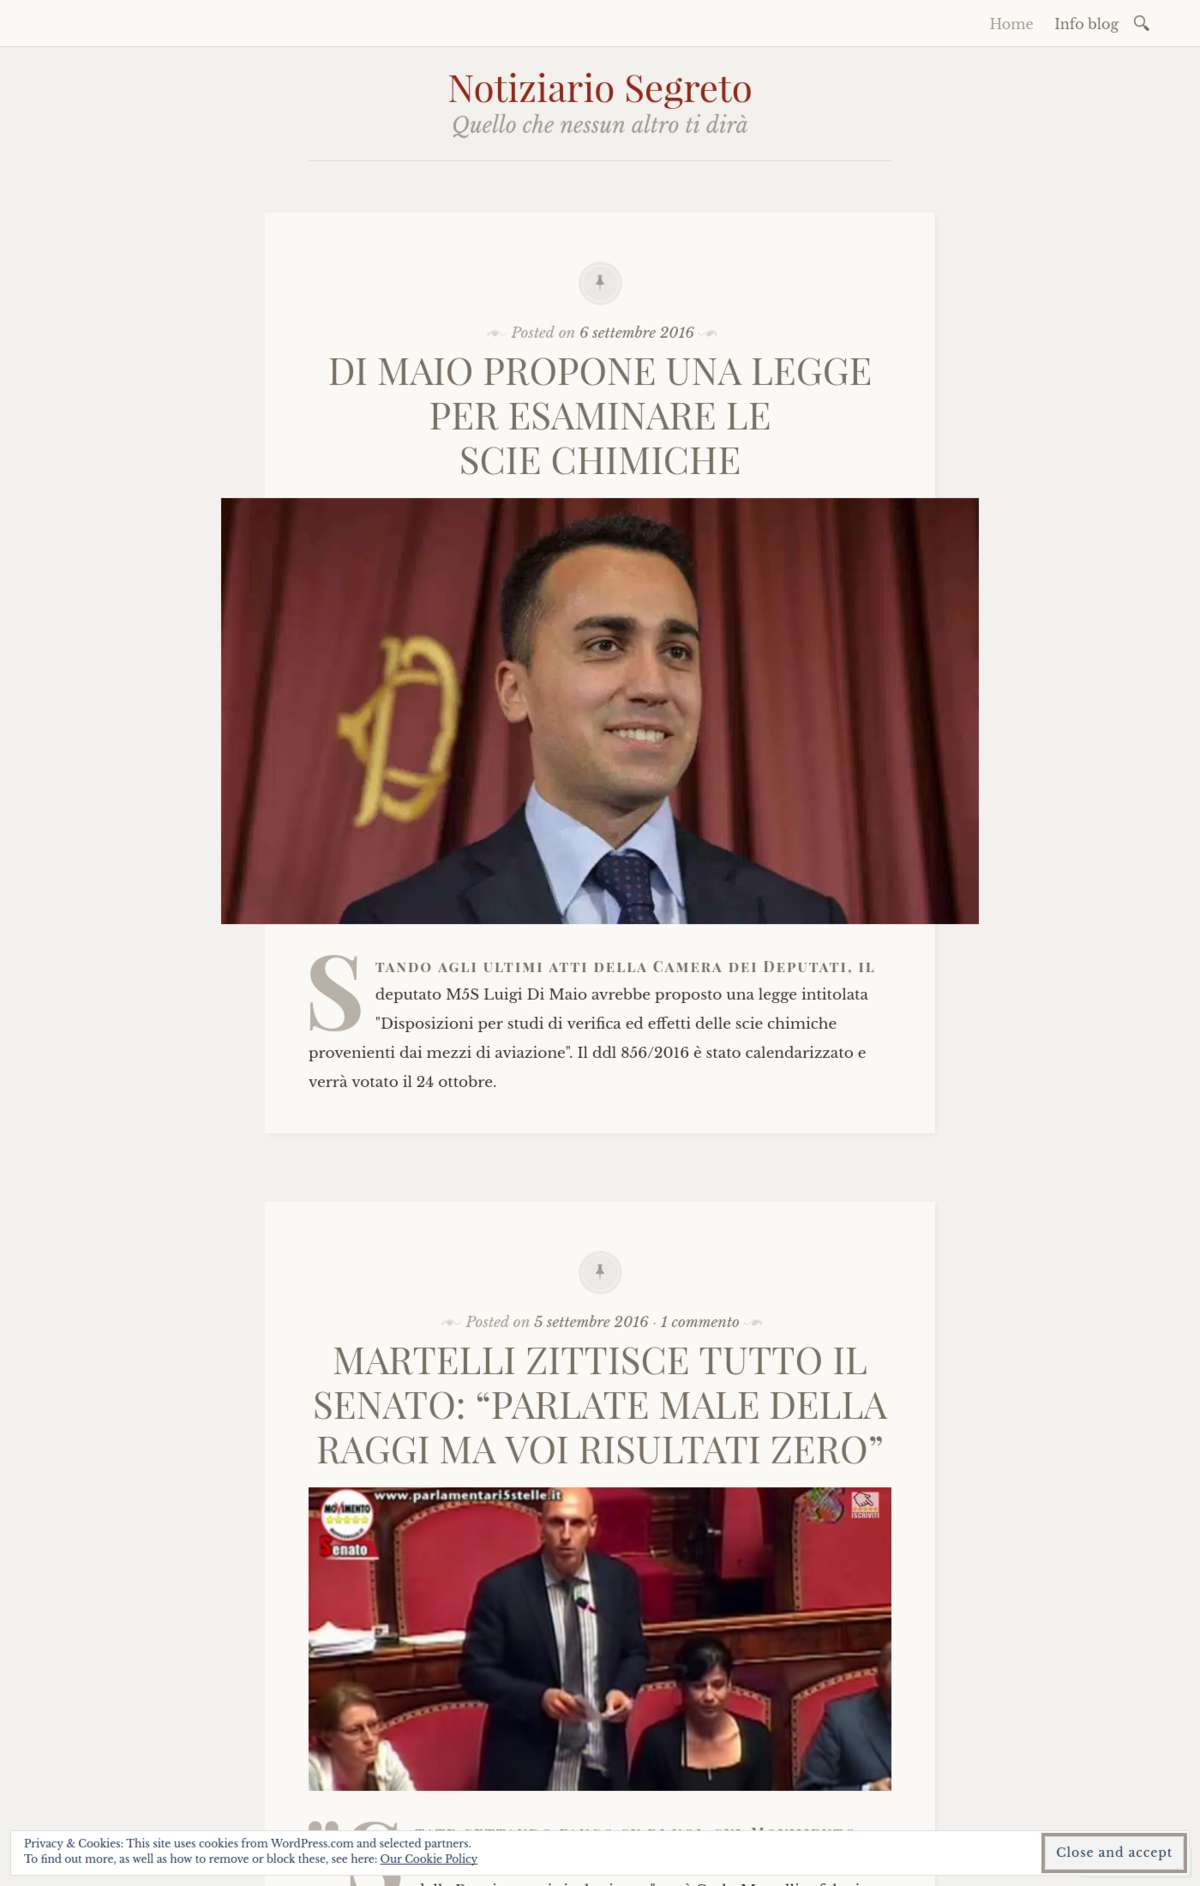 Home Info blog
Notiziario Segreto
Quello che nessun altro ti dirà
Posted on 6 settembre 2016
DI MAIO PROPONE UNA LEGGE
PER ESAMINARE LE
SCIE CHIMICHE
Stando agli ultimi atti della Camera dei Deputati, il
deputato M5S Luigi Di Maio avrebbe proposto una legge intitolata
"Disposizioni per studi di verifica ed effetti delle scie chimiche
provenienti dai mezzi di aviazione". Il ddl 856/2016 è stato calendarizzato e
verrà votato il 24 ottobre.
Posted on 5 settembre 2016 · 1 commento
MARTELLI ZITTISCE TUTTO IL
SENATO: “PARLATE MALE DELLA
RAGGI MA VOI RISULTATI ZERO”
www.parlamentari5stelle.it
MOVIMENTO
Senato
ISCRIVITI
Privacy & Cookies: This site uses cookies from WordPress.com and selected partners.
To find out more, as well as how to remove or block these, see here: Our Cookie Policy
Close and accept